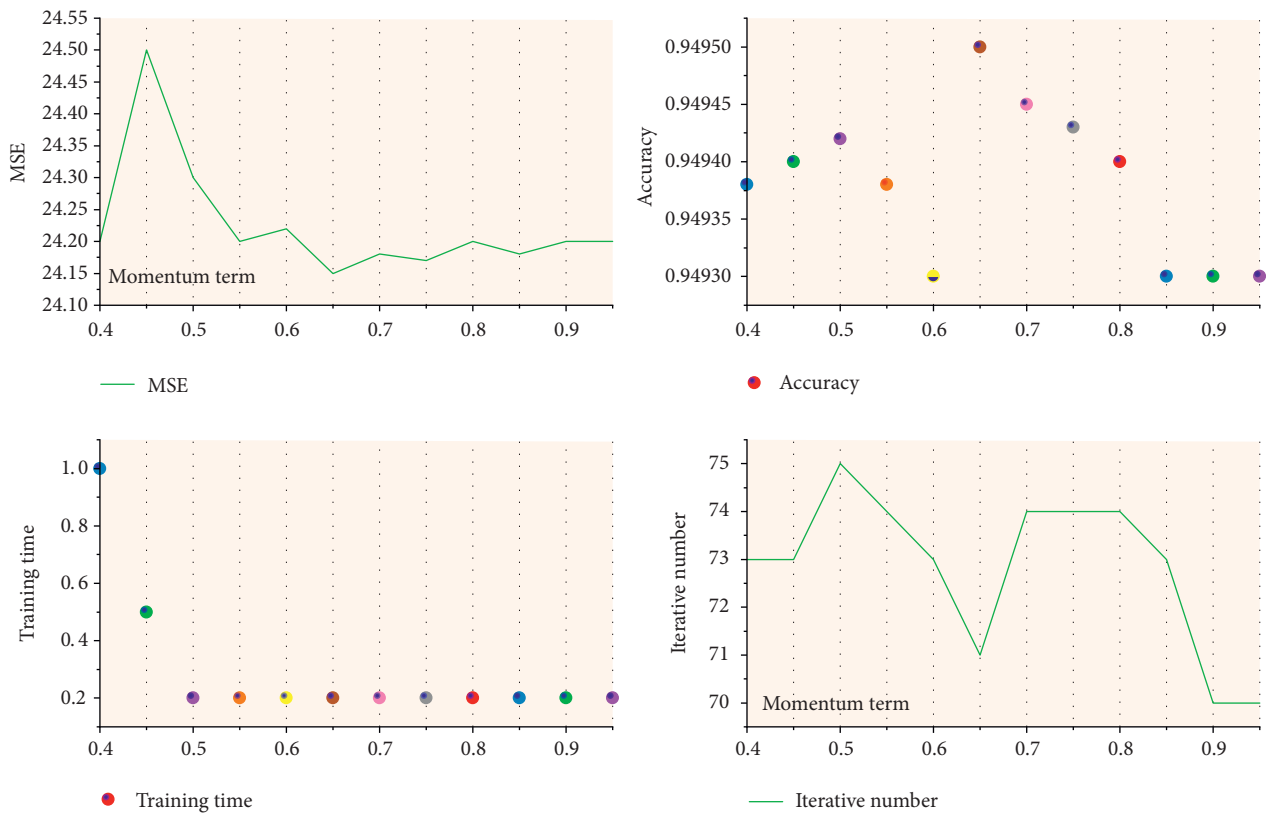 24.55
24.50
24.45
24.40
24.35
24.30
24.25
24.20
24.15
24.10
MSE
Momentum term
0.4 0.5 0.6 0.7 0.8 0.9
MSE
0.94950
0.94945
0.94940
0.94935
0.94930
Accuracy
0.4 0.5 0.6 0.7 0.8 0.9
Accuracy
1.0
0.8
0.6
0.4
0.2
Training time
0.4 0.5 0.6 0.7 0.8 0.9
Training time
75
74
73
72
71
70
Iterative number
Momentum term
0.4 0.5 0.6 0.7 0.8 0.9
Iterative number